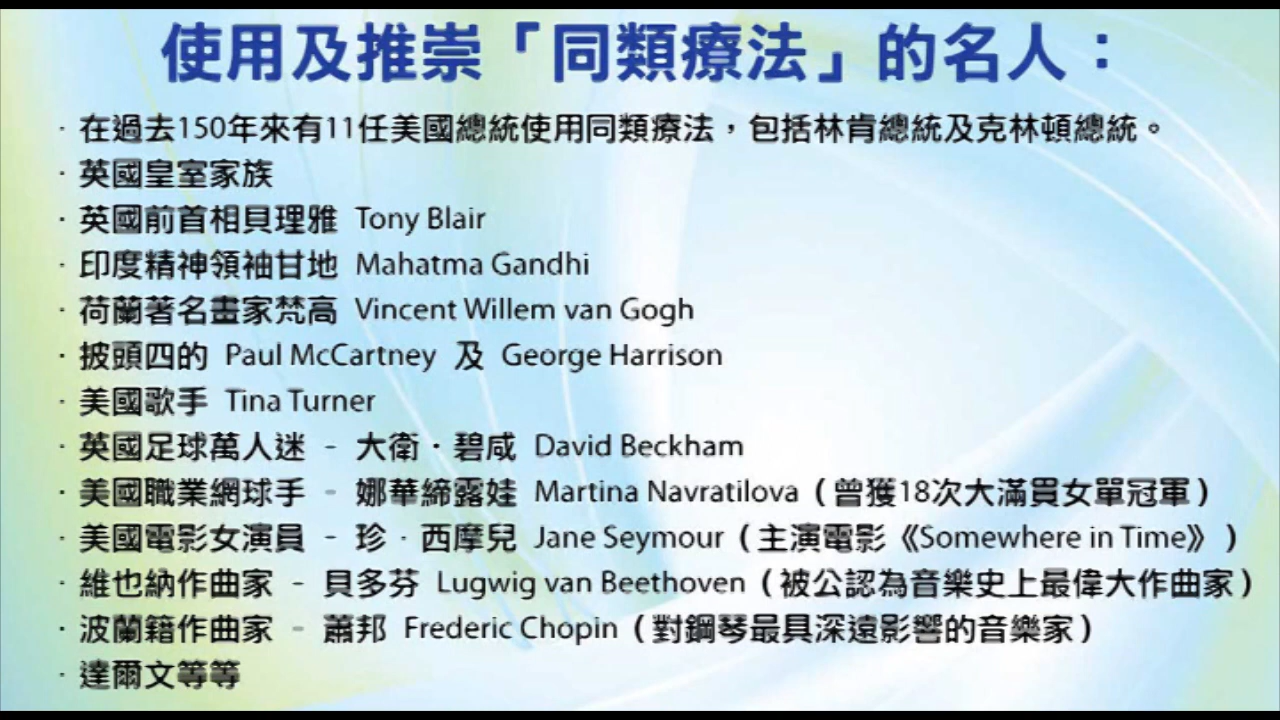 使用及推崇「同類療法」的名人：
· 在過去150年來有11任美國總統使用同類療法，包括林肯總統及克林頓總統。
· 英國皇室家族
· 英國前首相貝理雅 Tony Blair
· 印度精神領袖甘地 Mahatma Gandhi
· 荷蘭著名畫家梵高 Vincent Willem van Gogh
· 披頭四的 Paul McCartney 及 George Harrison
· 美國歌手 Tina Turner
· 英國足球萬人迷 - 大衛·碧咸 David Beckham
· 美國職業網球手 - 娜華締露娃 Martina Navratilova（曾獲18次大滿貫女單冠軍）
· 美國電影女演員 - 珍·西摩兒 Jane Seymour（主演電影《Somewhere in Time》）
· 維也納作曲家 - 貝多芬 Lugwig van Beethoven（被公認為音樂史上最偉大作曲家）
· 波蘭籍作曲家 - 蕭邦 Frederic Chopin（對鋼琴最具深遠影響的音樂家）
· 達爾文等等